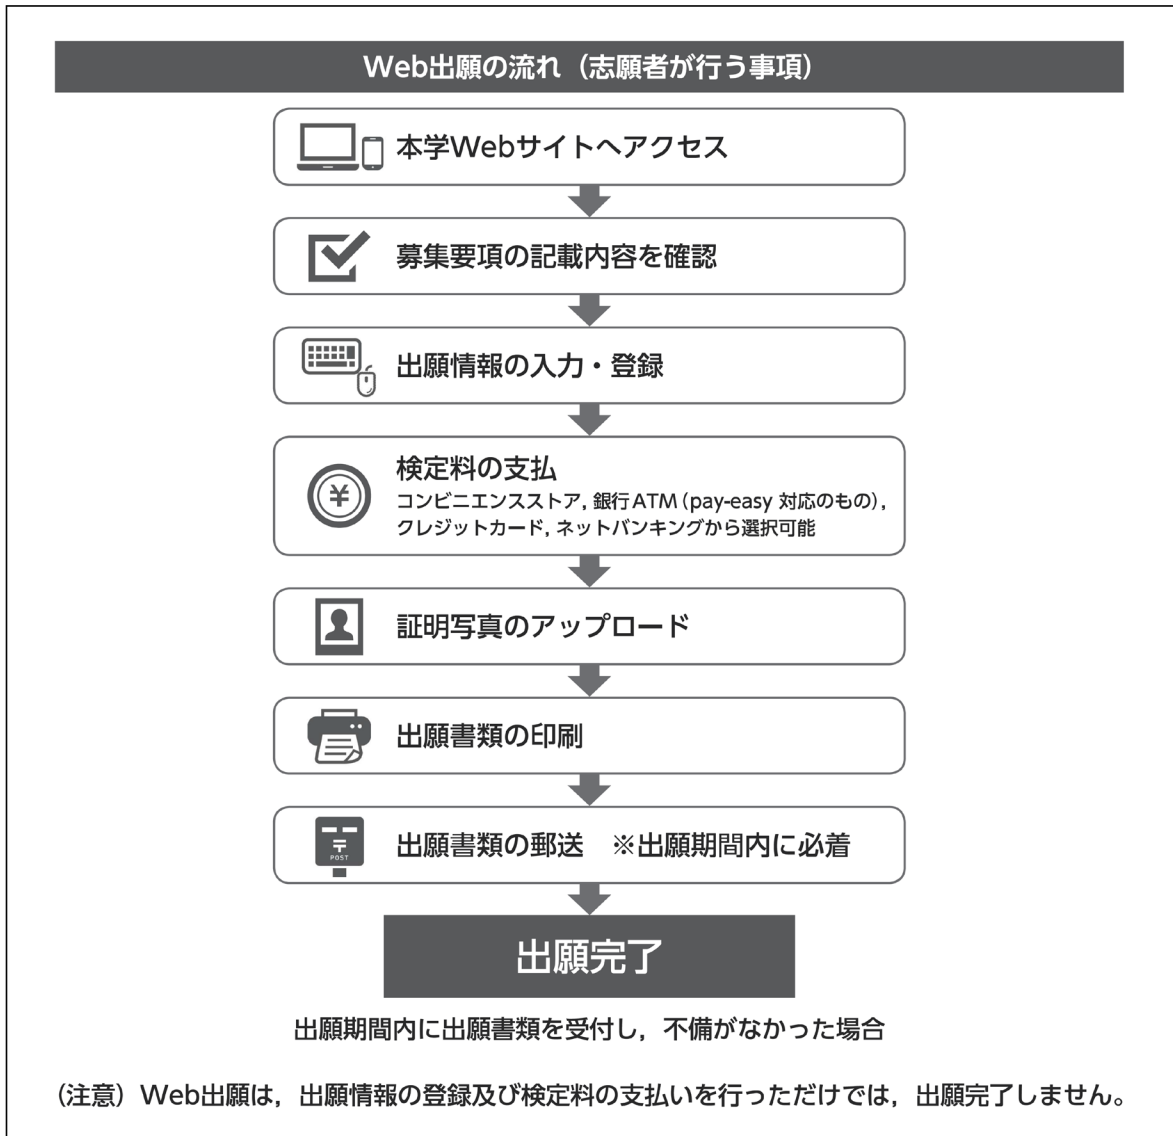 Web出願の流れ（志願者が行う事項）
本学Webサイトへアクセス
募集要項の記載内容を確認
出願情報の入力・登録
検定料の支払
コンビニエンスストア, 銀行ATM（pay-easy 対応のもの）,
クレジットカード, ネットバンキングから選択可能
証明写真のアップロード
出願書類の印刷
〒
POST
出願書類の郵送　※出願期間内に必着
出願完了
出願期間内に出願書類を受付し，不備がなかった場合
（注意）Web出願は，出願情報の登録及び検定料の支払いを行っただけでは，出願完了しません。